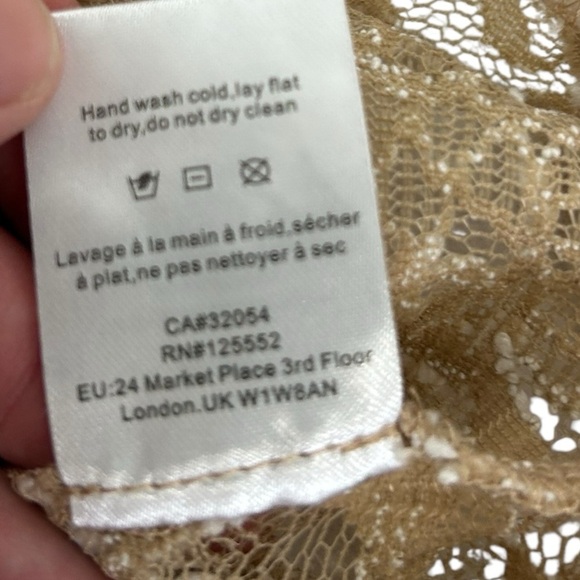 Hand wash cold,lay flat
to dry,do not dry clean
Lavage à la main à froid,sécher
à plat,ne pas nettoyer à sec
CA#32054
RN#125552
EU:24 Market Place 3rd Floor
London.UK W1W8AN